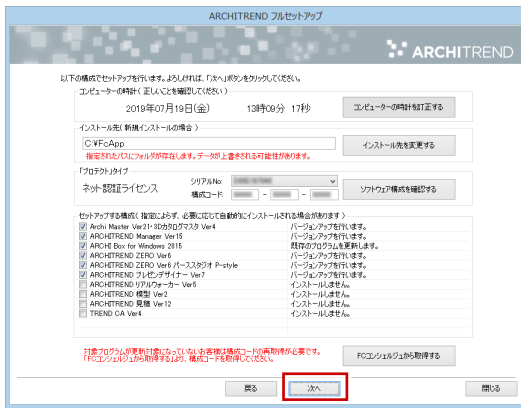 ARCHITREND フルセットアップ
ARCHITREND
以下の構成でセットアップを行います。よろしければ、「次へ」ボタンをクリックしてください。
コンピューターの時計（正しいことを確認してください）
2019年07月19日(金) 13時09分 17秒 コンピューターの時計を訂正する
インストール先（新規インストールの場合）
C:¥FcApp インストール先を変更する
指定されたパスにフォルダが存在します。データが上書きされる可能性があります。
「プロテクト」タイプ
ネット認証ライセンス シリアルNo: ソフトウェア構成を確認する
構成コード: - -
セットアップする構成（指定によらず、必要に応じて自動的にインストールされる場合があります）
Archi Master Ver21・3Dカタログマスタ Ver4 バージョンアップを行います。
ARCHITREND Manager Ver15 バージョンアップを行います。
ARCHI Box for Windows 2015 既存のプログラムを更新します。
ARCHITREND ZERO Ver6 バージョンアップを行います。
ARCHITREND ZERO Ver6 パーススタジオ P-style バージョンアップを行います。
ARCHITREND プレゼンデザイナー Ver7 バージョンアップを行います。
ARCHITREND リアルウォーカー Ver5 インストールしません。
ARCHITREND 模型 Ver2 インストールしません。
ARCHITREND 見積 Ver12 インストールしません。
TREND CA Ver4 インストールしません。
対象プログラムが更新対象になっていないお客様は構成コードの再取得が必要です。
「FCコンシェルジュから取得する」より、構成コードを取得してください。 FCコンシェルジュから取得する
戻る 次へ 閉じる